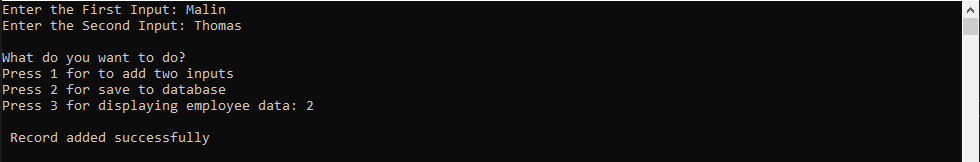 Enter the First Input: Malin
Enter the Second Input: Thomas
What do you want to do?
Press 1 for to add two inputs
Press 2 for save to database
Press 3 for displaying employee data: 2
Record added successfully